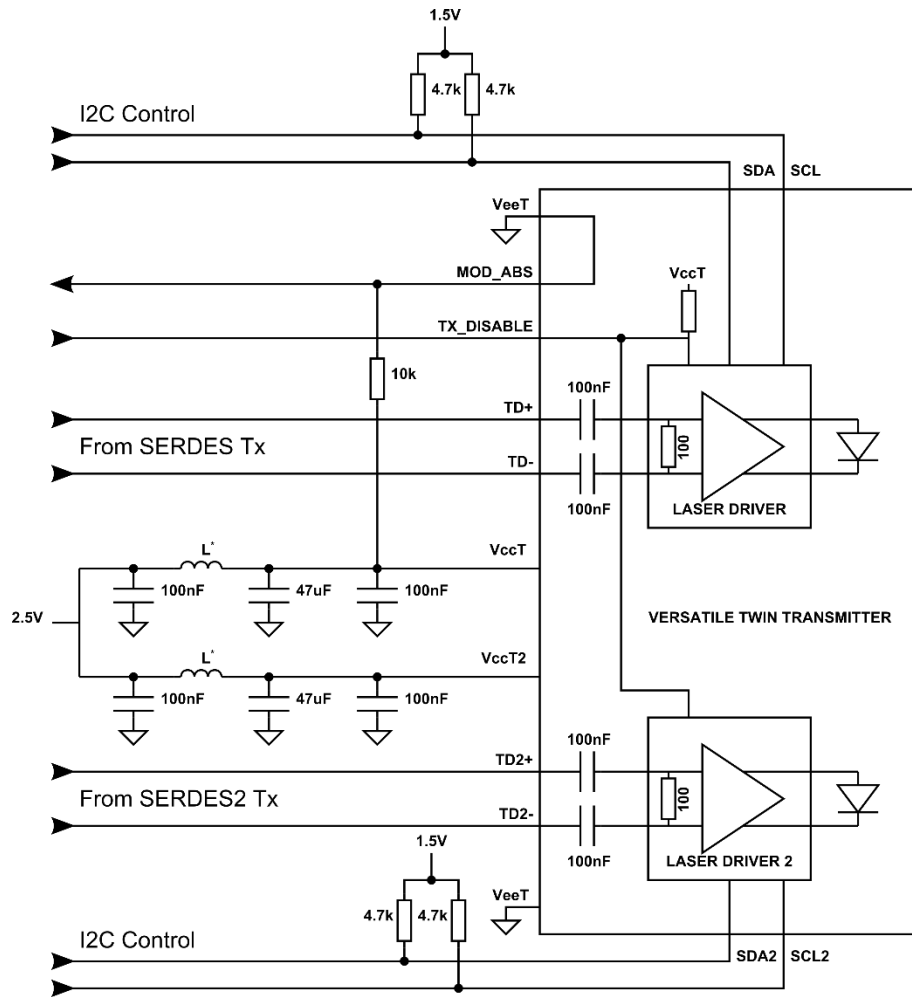 1.5V
4.7k 4.7k
I2C Control
SDA SCL
VeeT
MOD_ABS
VccT
TX_DISABLE
10k
100nF
TD+
From SERDES Tx
100
TD-
100nF
LASER DRIVER
L*
VccT
100nF 47uF 100nF
2.5V
VERSATILE TWIN TRANSMITTER
L*
VccT2
100nF 47uF 100nF
100nF
TD2+
From SERDES2 Tx
100
TD2-
100nF
LASER DRIVER 2
1.5V
VeeT
4.7k 4.7k
I2C Control
SDA2 SCL2